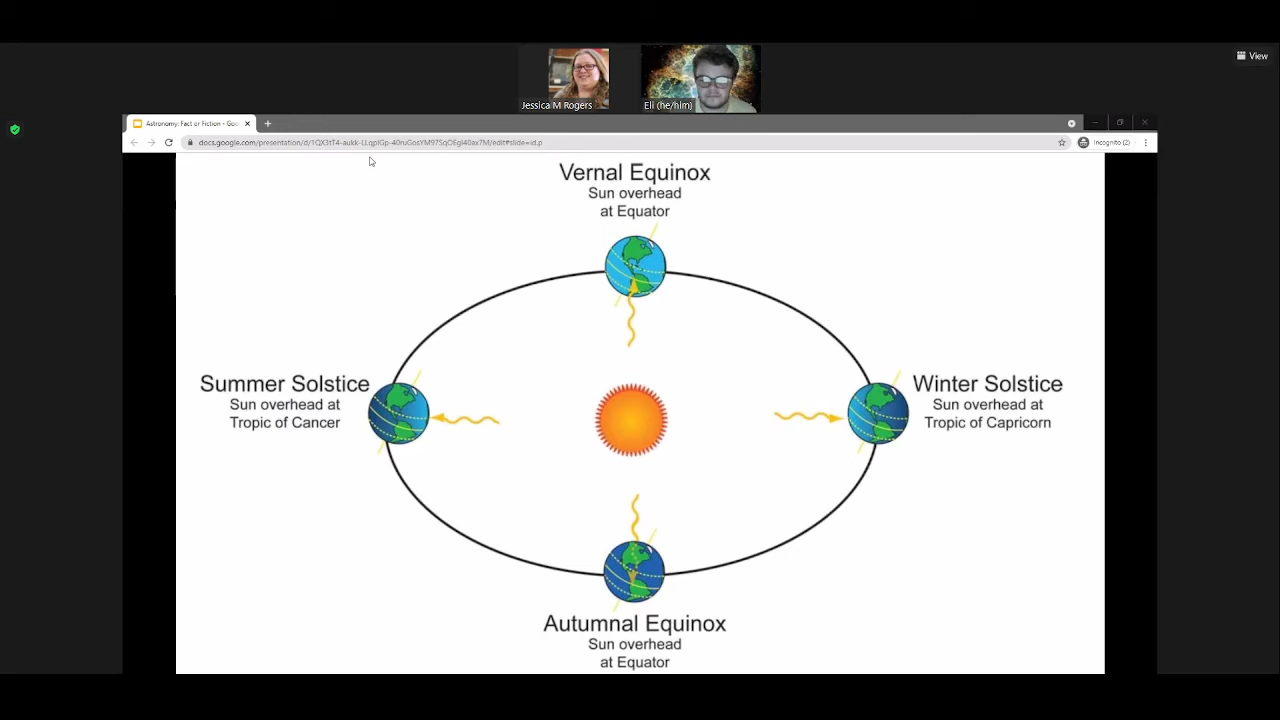 View
Jessica M Rogers
Eli (he/him)
Astronomy: Fact or Fiction - Goo
Incognito (2)
Vernal Equinox
Sun overhead
at Equator
Summer Solstice
Sun overhead at
Tropic of Cancer
Winter Solstice
Sun overhead at
Tropic of Capricorn
Autumnal Equinox
Sun overhead
at Equator